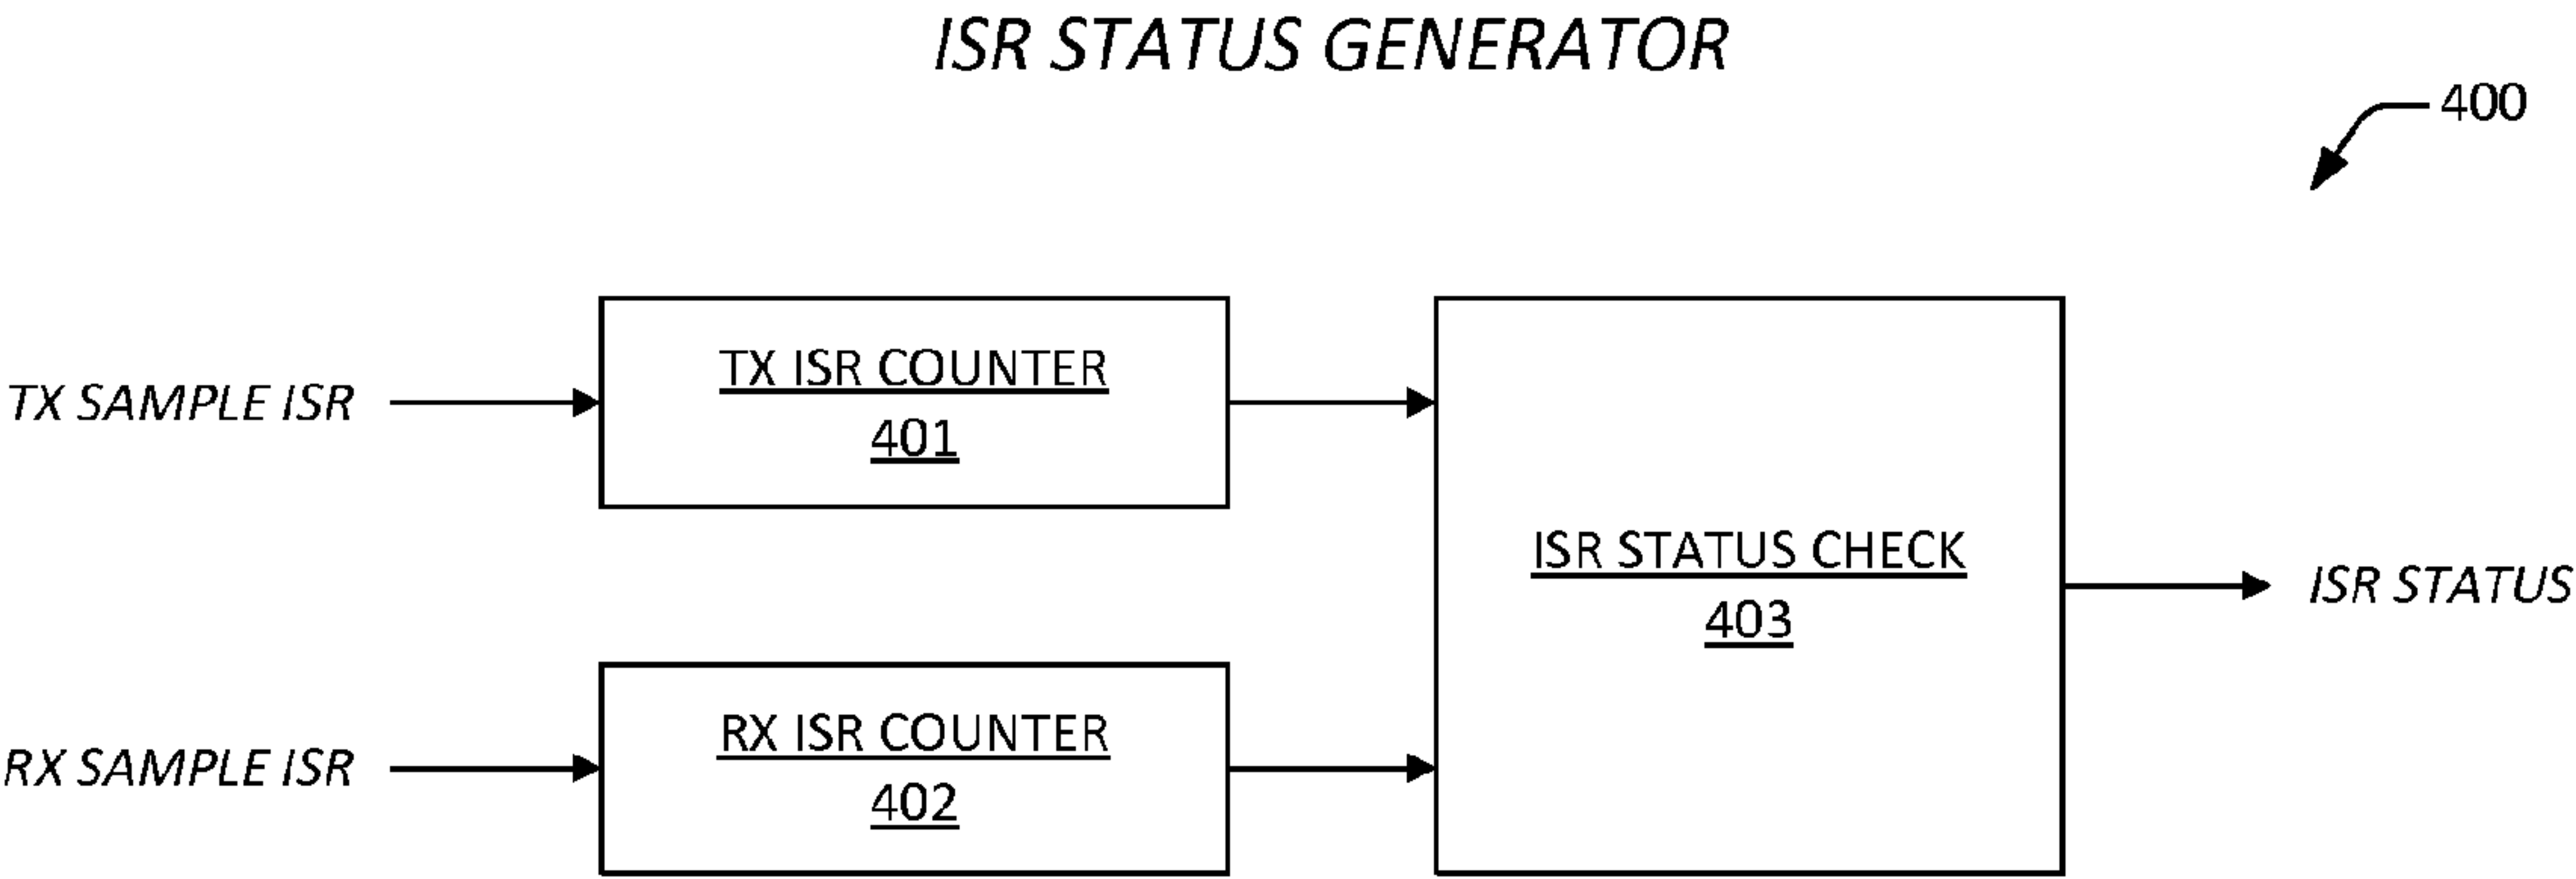 ISR STATUS GENERATOR
400
TX SAMPLE ISR
TX ISR COUNTER
401
ISR STATUS CHECK
403
ISR STATUS
RX SAMPLE ISR
RX ISR COUNTER
402